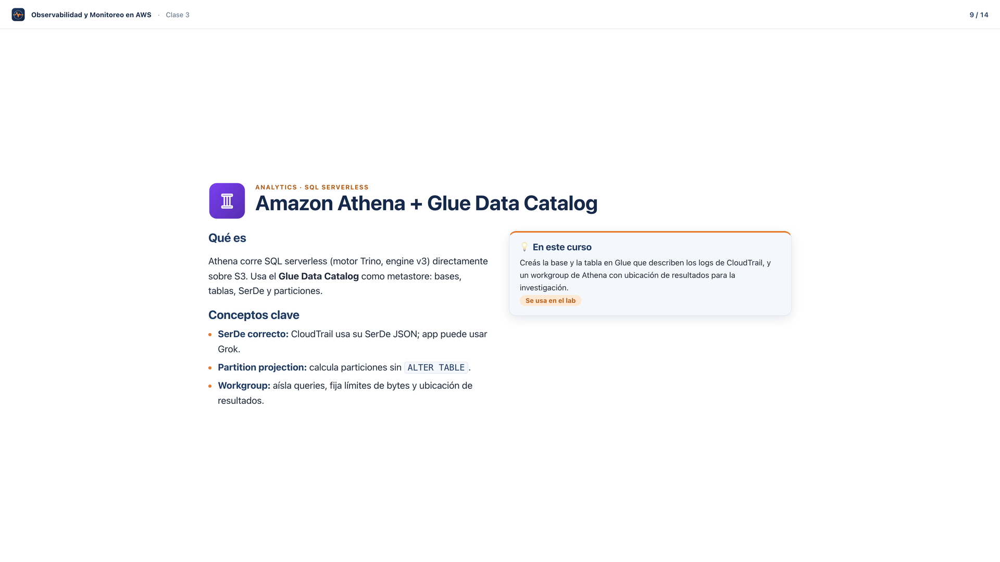 Observabilidad y Monitoreo en AWS · Clase 3
9 / 14
ANALYTICS · SQL SERVERLESS
Amazon Athena + Glue Data Catalog
Qué es
Athena corre SQL serverless (motor Trino, engine v3) directamente
sobre S3. Usa el Glue Data Catalog como metastore: bases,
tablas, SerDe y particiones.
Conceptos clave
• SerDe correcto: CloudTrail usa su SerDe JSON; app puede usar
Grok.
• Partition projection: calcula particiones sin ALTER TABLE.
• Workgroup: aísla queries, fija límites de bytes y ubicación de
resultados.
💡 En este curso
Creás la base y la tabla en Glue que describen los logs de CloudTrail, y
un workgroup de Athena con ubicación de resultados para la
investigación.
Se usa en el lab